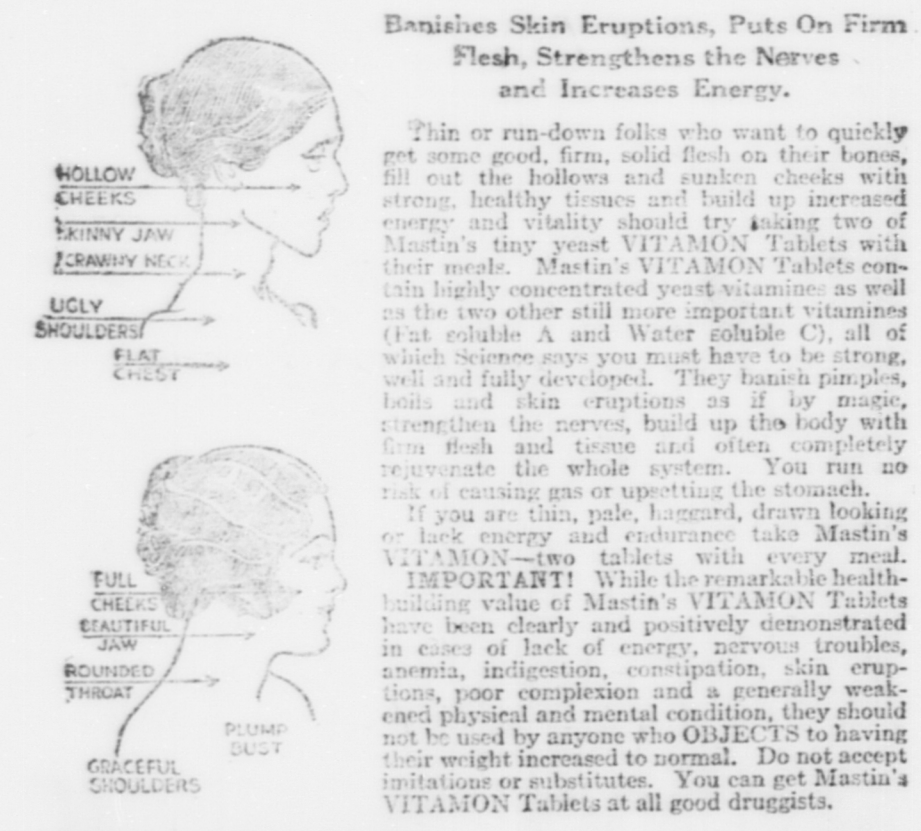 HOLLOW
CHEEKS
SKINNY JAW
SCRAWNY NECK
UGLY
SHOULDERS
FLAT
CHEST
FULL
CHEEKS
BEAUTIFUL
JAW
ROUNDED
THROAT
PLUMP
BUST
GRACEFUL
SHOULDERS
Banishes Skin Eruptions, Puts On Firm
Flesh, Strengthens the Nerves
and Increases Energy.
Thin or run-down folks who want to quickly
get some good, firm, solid flesh on their bones,
fill out the hollows and sunken cheeks with
strong, healthy tissues and build up increased
energy and vitality should try taking two of
Mastin's tiny yeast VITAMON Tablets with
their meals. Mastin's VITAMON Tablets con-
tain highly concentrated yeast vitamines as well
as the two other still more important vitamines
(Fat soluble A and Water soluble C), all of
which Science says you must have to be strong,
well and fully developed. They banish pimples,
boils and skin eruptions as if by magic,
strengthen the nerves, build up the body with
firm flesh and tissue and often completely
rejuvenate the whole system. You run no
risk of causing gas or upsetting the stomach.
If you are thin, pale, haggard, drawn looking
or lack energy and endurance take Mastin's
VITAMON—two tablets with every meal.
IMPORTANT! While the remarkable health-
building value of Mastin's VITAMON Tablets
have been clearly and positively demonstrated
in cases of lack of energy, nervous troubles,
anemia, indigestion, constipation, skin erup-
tions, poor complexion and a generally weak-
ened physical and mental condition, they should
not be used by anyone who OBJECTS to having
their weight increased to normal. Do not accept
imitations or substitutes. You can get Mastin's
VITAMON Tablets at all good druggists.